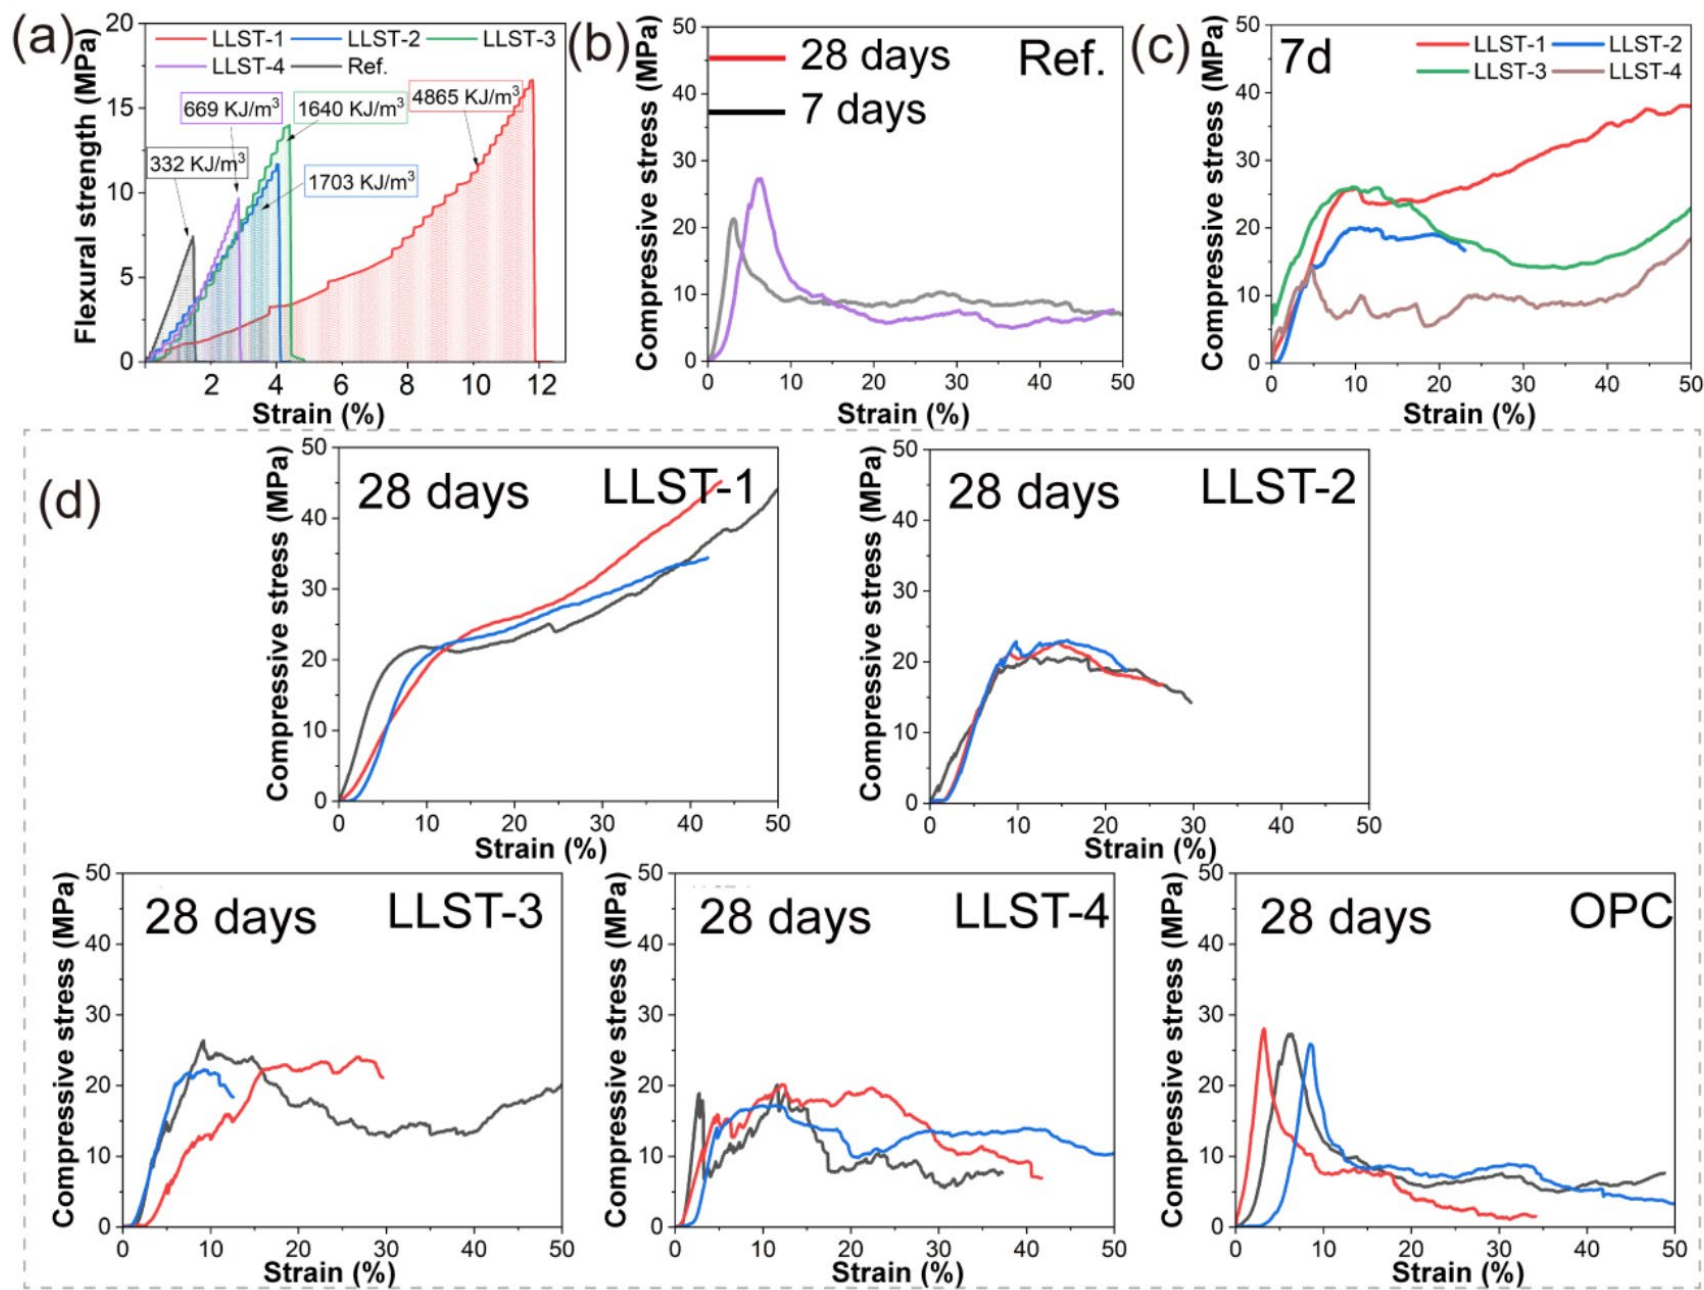 (a)
Flexural strength (MPa)
20
15
10
5
0
LLST-1 LLST-2 LLST-3
LLST-4 Ref.
669 KJ/m³
1640 KJ/m³
4865 KJ/m³
332 KJ/m³
1703 KJ/m³
2 4 6 8 10 12
Strain (%)
(b)
Compressive stress (MPa)
50
40
30
20
10
0
28 days
7 days
Ref.
0 10 20 30 40 50
Strain (%)
(c)
Compressive stress (MPa)
50
40
30
20
10
0
7d
LLST-1 LLST-2
LLST-3 LLST-4
0 10 20 30 40 50
Strain (%)
(d)
Compressive stress (MPa)
50
40
30
20
10
0
28 days LLST-1
0 10 20 30 40 50
Strain (%)
Compressive stress (MPa)
50
40
30
20
10
0
28 days LLST-2
0 10 20 30 40 50
Strain (%)
Compressive stress (MPa)
50
40
30
20
10
0
28 days LLST-3
0 10 20 30 40 50
Strain (%)
Compressive stress (MPa)
50
40
30
20
10
0
28 days LLST-4
0 10 20 30 40 50
Strain (%)
Compressive stress (MPa)
50
40
30
20
10
0
28 days OPC
0 10 20 30 40 50
Strain (%)